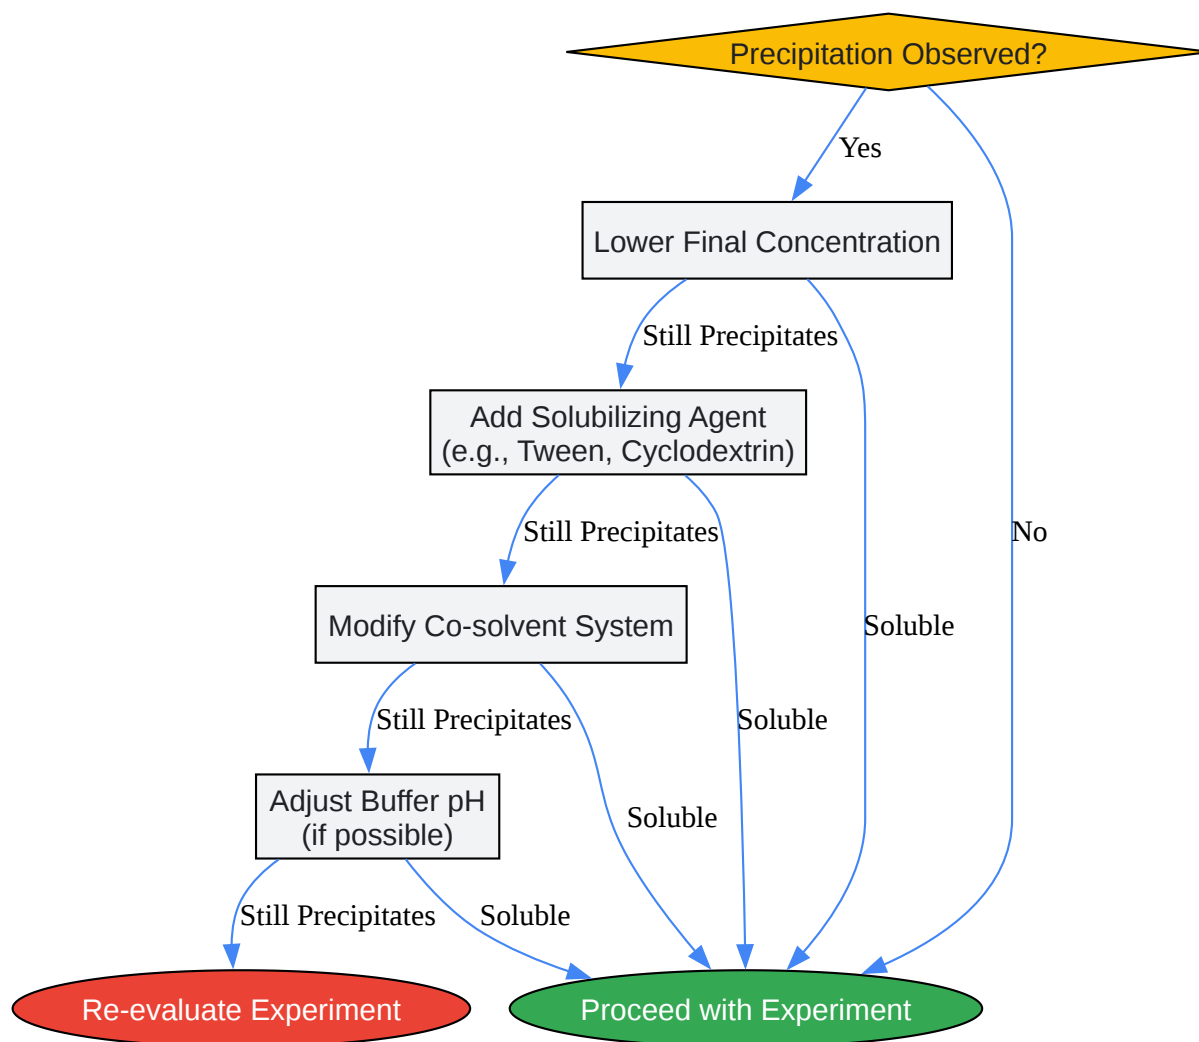 Precipitation Observed?
Yes
Lower Final Concentration
Still Precipitates
Add Solubilizing Agent
(e.g., Tween, Cyclodextrin)
Still Precipitates
No
Modify Co-solvent System
Soluble
Still Precipitates
Soluble
Adjust Buffer pH
(if possible)
Soluble
Still Precipitates
Soluble
Re-evaluate Experiment
Proceed with Experiment